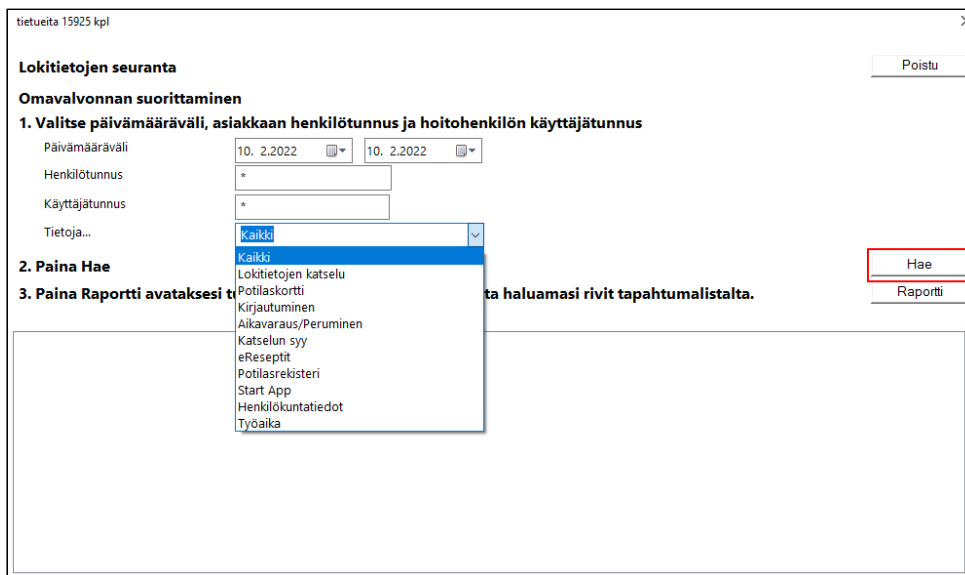 tietueita 15925 kpl
Lokitietojen seuranta
Poistu
Omavalvonnan suorittaminen
1. Valitse päivämääräväli, asiakkaan henkilötunnus ja hoitohenkilön käyttäjätunnus
Päivämääräväli 10. 2.2022 10. 2.2022
Henkilötunnus *
Käyttäjätunnus *
Tietoja... Kaikki
Kaikki
Lokitietojen katselu
Potilaskortti
Kirjautuminen
Aikavaraus/Peruminen
Katselun syy
eReseptit
Potilasrekisteri
Start App
Henkilökuntatiedot
Työaika
2. Paina Hae
Hae
3. Paina Raportti avataksesi haluamasi rivit tapahtumalistalta.
Raportti